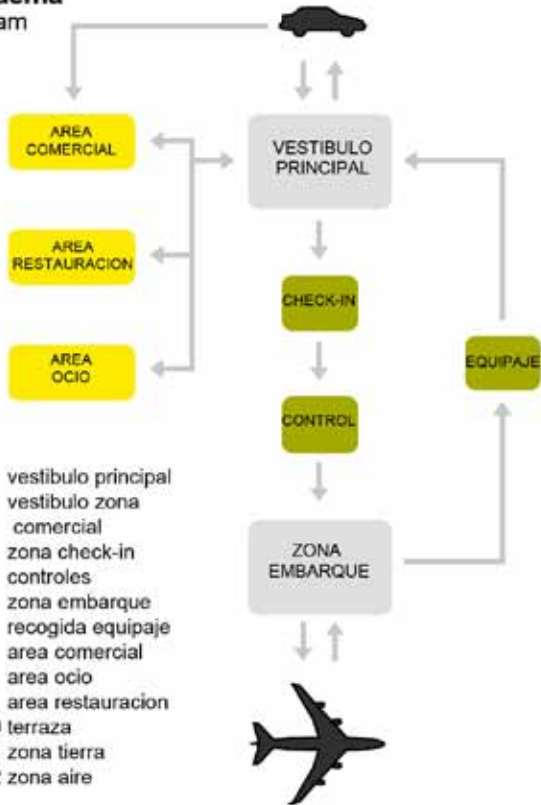 AREA
COMERCIAL
VESTIBULO
PRINCIPAL
AREA
RESTAURACION
CHECK-IN
AREA
OCIO
EQUIPAJE
CONTROL
ZONA
EMBARQUE
vestibulo principal
vestibulo zona
comercial
zona check-in
controles
zona embarque
recogida equipaje
area comercial
area ocio
area restauracion
terraza
zona tierra
zona aire